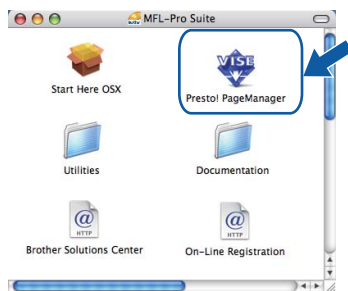 MFL-Pro Suite
VISE
Start Here OSX
Presto! PageManager
Utilities
Documentation
@
HTTP
@
HTTP
Brother Solutions Center
On-Line Registration